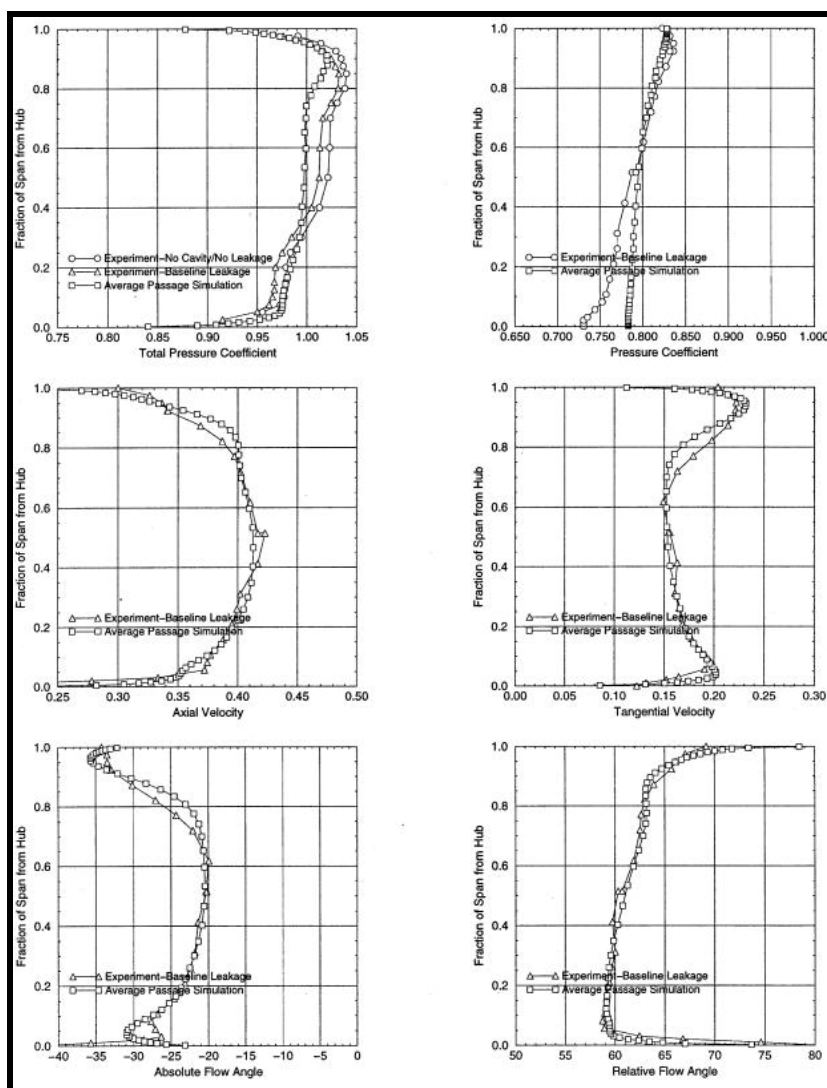 1.0
0.8
0.6
0.4
0.2
0.0
Fraction of Span from Hub
Experiment-No Cavity/No Leakage
Experiment-Baseline Leakage
Average Passage Simulation
0.75 0.80 0.85 0.90 0.95 1.00 1.05
Total Pressure Coefficient
1.0
0.8
0.6
0.4
0.2
0.0
Fraction of Span from Hub
Experiment-Baseline Leakage
Average Passage Simulation
0.650 0.700 0.750 0.800 0.850 0.900 1.000
Pressure Coefficient
1.0
0.8
0.6
0.4
0.2
0.0
Fraction of Span from Hub
Experiment-Baseline Leakage
Average Passage Simulation
0.25 0.30 0.35 0.40 0.45 0.50
Axial Velocity
1.0
0.8
0.6
0.4
0.2
0.0
Fraction of Span from Hub
Experiment-Baseline Leakage
Average Passage Simulation
0.00 0.05 0.10 0.15 0.20 0.25 0.30
Tangential Velocity
1.0
0.8
0.6
0.4
0.2
0.0
Fraction of Span from Hub
Experiment-Baseline Leakage
Average Passage Simulation
-40 -35 -30 -25 -20 -15 -10 -5 -0
Absolute Flow Angle
1.0
0.8
0.6
0.4
0.2
0.0
Fraction of Span from Hub
Experiment-Baseline Leakage
Average Passage Simulation
50 55 60 65 70 75 80
Relative Flow Angle